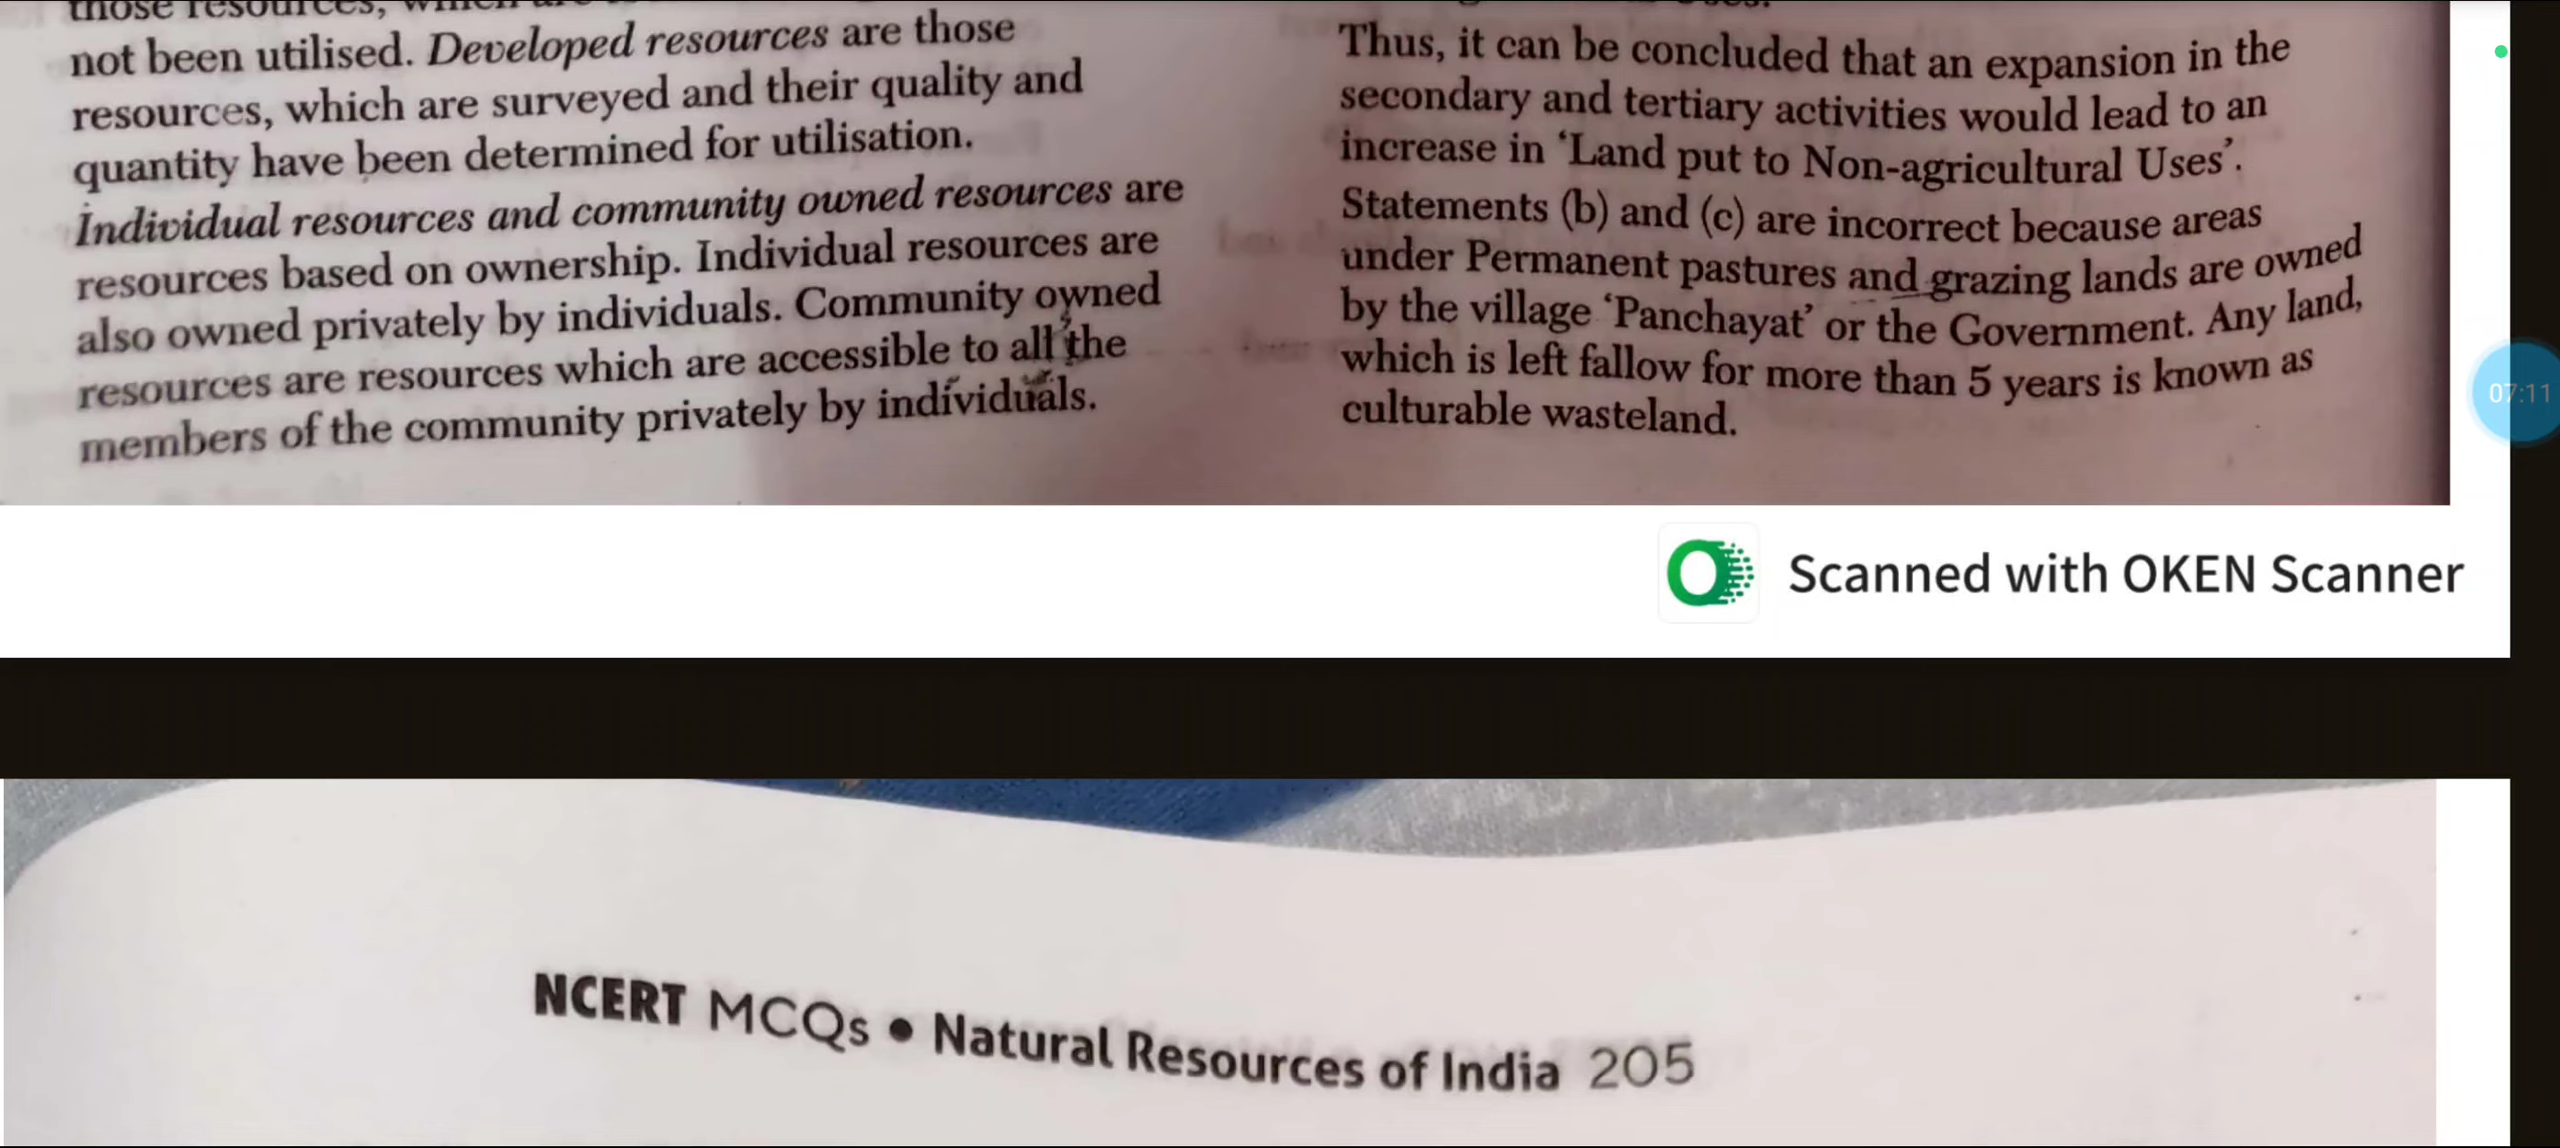 those resources, which are
not been utilised. Developed resources are those
resources, which are surveyed and their quality and
quantity have been determined for utilisation.
Individual resources and community owned resources are
resources based on ownership. Individual resources are
also owned privately by individuals. Community owned
resources are resources which are accessible to all the
members of the community privately by individuals.
Thus, it can be concluded that an expansion in the
secondary and tertiary activities would lead to an
increase in ‘Land put to Non-agricultural Uses’.
Statements (b) and (c) are incorrect because areas
under Permanent pastures and grazing lands are owned
by the village ‘Panchayat’ or the Government. Any land,
which is left fallow for more than 5 years is known as
culturable wasteland.
07:11
Scanned with OKEN Scanner
NCERT MCQs • Natural Resources of India 205